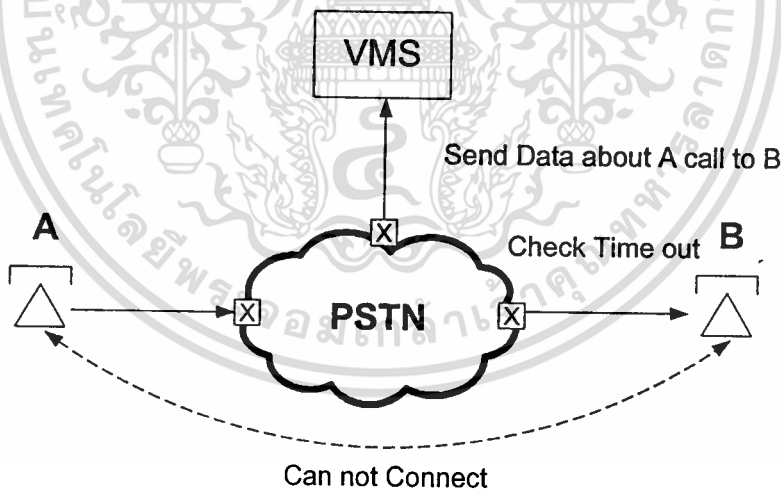 VMS
Send Data about A call to B
A
Check Time out
B
X
X
PSTN
X
Can not Connect